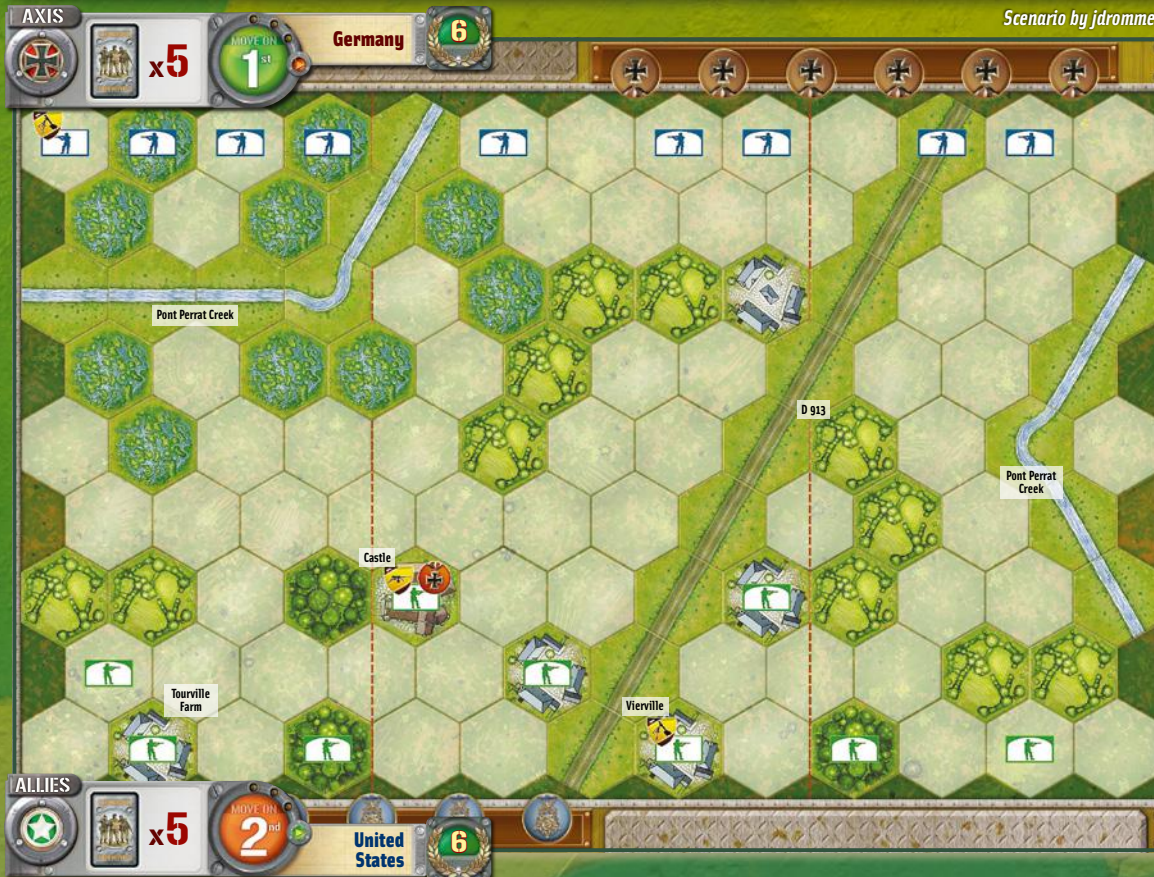 AXIS
x5
MOVE ON
1st
Germany
6
Scenario by jdromme
Pont Perrat Creek
D 913
Pont Perrat
Creek
Castle
Tourville
Farm
Vierville
ALLIES
x5
MOVE ON
2nd
United
States
6